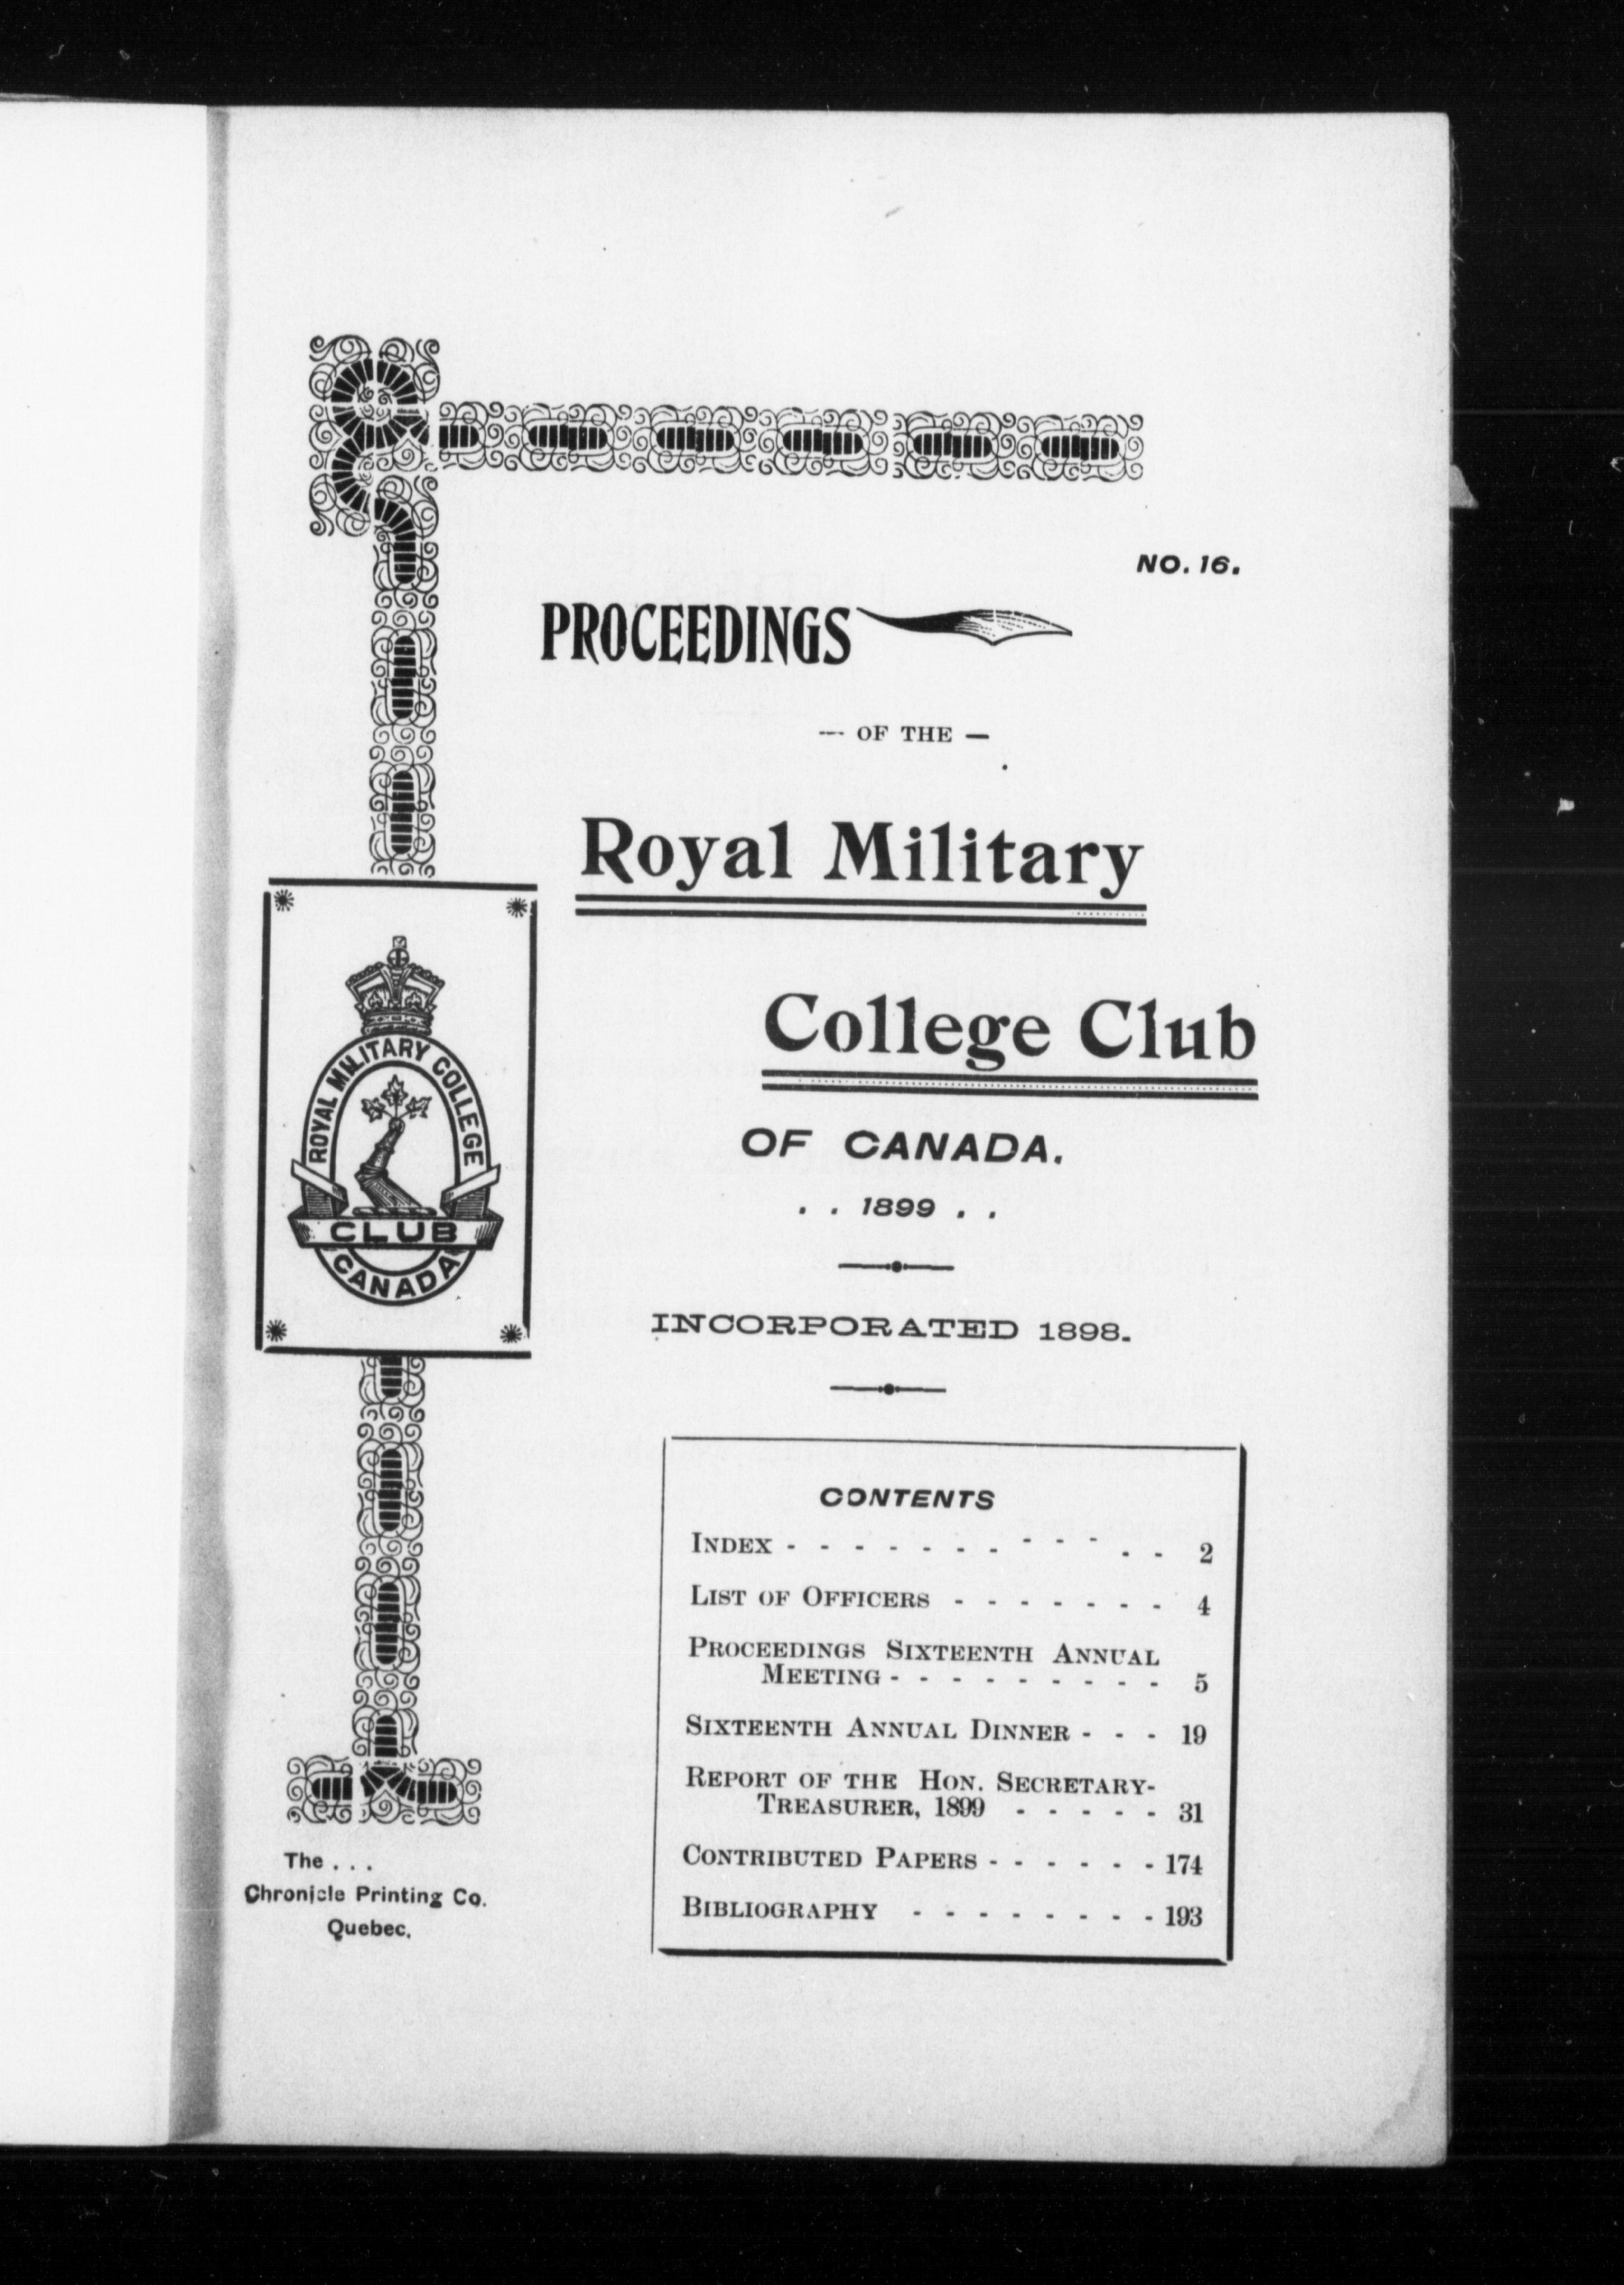 NO. 16.
PROCEEDINGS
— OF THE —
Royal Military
College Club
OF CANADA.
. . 1899 . .
INCORPORATED 1898.
ROYAL MILITARY COLLEGE
CLUB
CANADA
CONTENTS
INDEX - - - - - - - - - - - - 2
LIST OF OFFICERS - - - - - - - 4
PROCEEDINGS SIXTEENTH ANNUAL
MEETING - - - - - - - - - 5
SIXTEENTH ANNUAL DINNER - - - 19
REPORT OF THE HON. SECRETARY-
TREASURER, 1899 - - - - - 31
CONTRIBUTED PAPERS - - - - - - 174
BIBLIOGRAPHY - - - - - - - - 193
The . . .
Chronicle Printing Co.
Quebec.